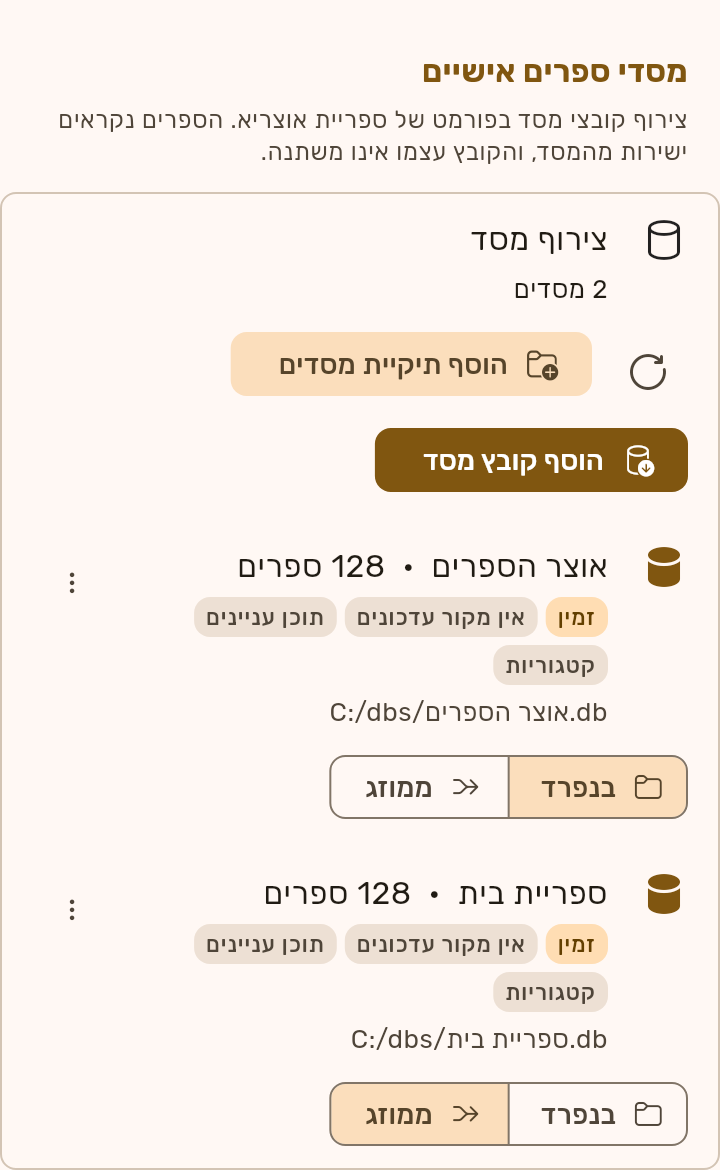 מסדי ספרים אישיים
צירוף קובצי מסד בפורמט של ספריית אוצריא. הספרים נקראים
ישירות מהמסד, והקובץ עצמו אינו משתנה.
צירוף מסד
2 מסדים
הוסף תיקיית מסדים
הוסף קובץ מסד
אוצר הספרים • 128 ספרים
זמין אין מקור עדכונים תוכן עניינים
קטגוריות
C:/dbs/אוצר הספרים.db
בנפרד ממוזג
ספריית בית • 128 ספרים
זמין אין מקור עדכונים תוכן עניינים
קטגוריות
C:/dbs/ספריית בית.db
בנפרד ממוזג